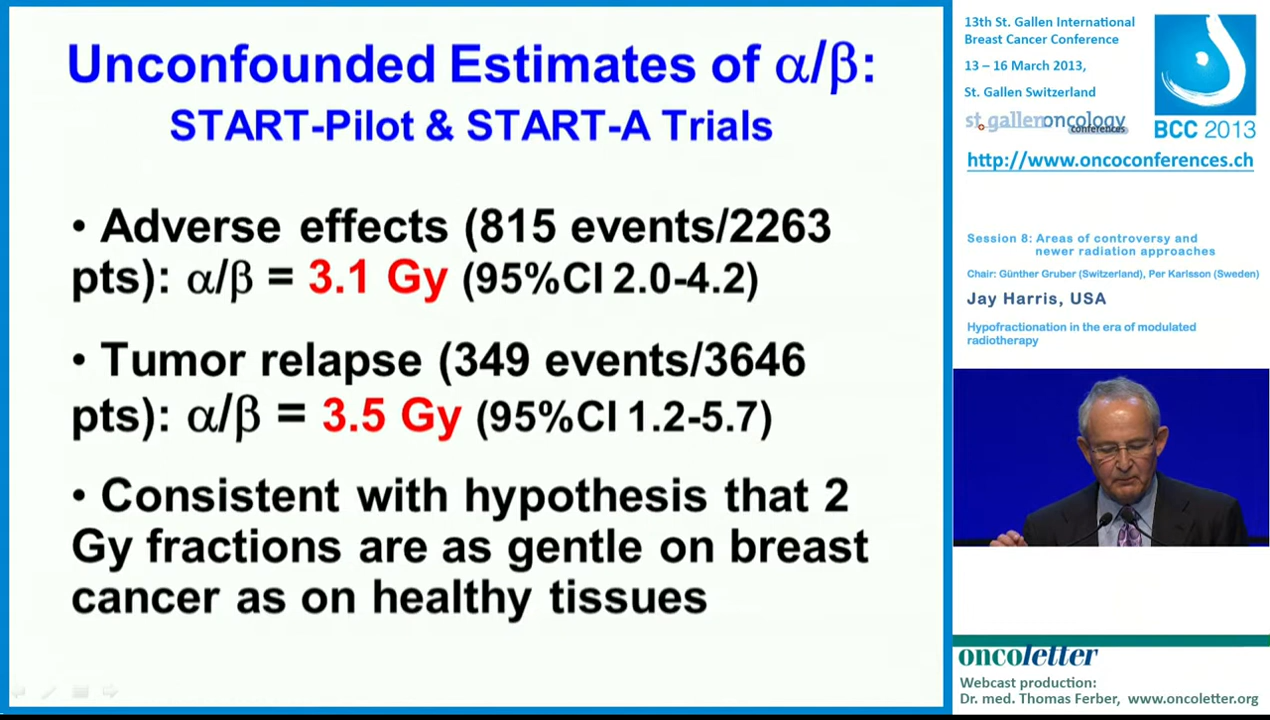 Unconfounded Estimates of α/β:
START-Pilot & START-A Trials
• Adverse effects (815 events/2263
pts): α/β = 3.1 Gy (95%CI 2.0-4.2)
• Tumor relapse (349 events/3646
pts): α/β = 3.5 Gy (95%CI 1.2-5.7)
• Consistent with hypothesis that 2
Gy fractions are as gentle on breast
cancer as on healthy tissues
13th St. Gallen International
Breast Cancer Conference
13 – 16 March 2013,
St. Gallen Switzerland
st.gallenoncology
conferences
BCC 2013
http://www.oncoconferences.ch
Session 8: Areas of controversy and
newer radiation approaches
Chair: Günther Gruber (Switzerland), Per Karlsson (Sweden)
Jay Harris, USA
Hypofractionation in the era of modulated
radiotherapy
oncoletter
Webcast production:
Dr. med. Thomas Ferber, www.oncoletter.org